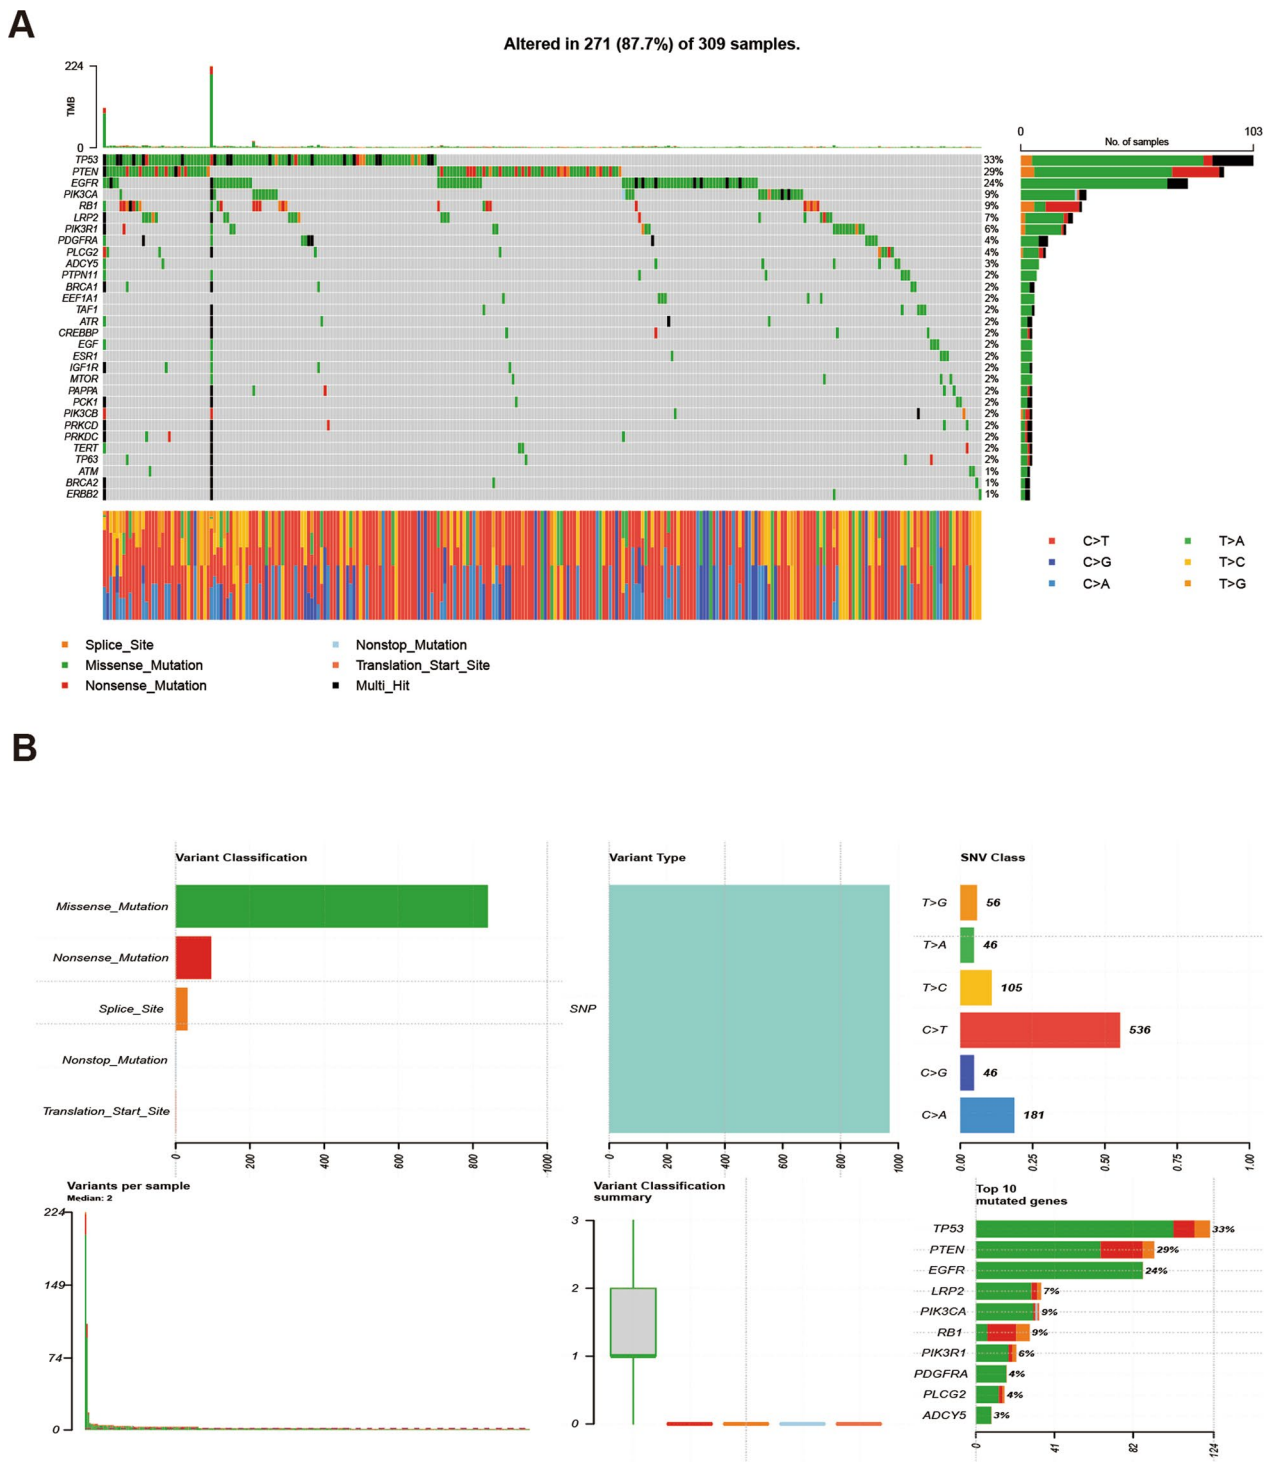 A
Altered in 271 (87.7%) of 309 samples.
224
TMB
0
0
103
No. of samples
TP53 33%
PTEN 29%
EGFR 24%
PIK3CA 9%
RB1 9%
LRP2 7%
PIK3R1 6%
PDGFRA 4%
PLCG2 4%
ADCY5 3%
PTPN11 2%
BRCA1 2%
EEF1A1 2%
TAF1 2%
ATR 2%
CREBBP 2%
EGF 2%
ESR1 2%
IGF1R 2%
MTOR 2%
PAPPA 2%
PCK1 2%
PIK3CB 2%
PRKCD 2%
PRKDC 2%
TERT 2%
TP63 2%
ATM 1%
BRCA2 1%
ERBB2 1%
C>T T>A
C>G T>C
C>A T>G
Splice_Site Nonstop_Mutation
Missense_Mutation Translation_Start_Site
Nonsense_Mutation Multi_Hit
B
Variant Classification
Missense_Mutation
Nonsense_Mutation
Splice_Site
Nonstop_Mutation
Translation_Start_Site
0 200 400 600 800 1000
Variant Type
SNP
0 200 400 600 800 1000
SNV Class
T>G 56
T>A 46
T>C 105
C>T 536
C>G 46
C>A 181
0.00 0.25 0.50 0.75 1.00
Variants per sample
Median: 2
224
149
74
0
Variant Classification
summary
3
2
1
0
Top 10
mutated genes
TP53 33%
PTEN 29%
EGFR 24%
LRP2 7%
PIK3CA 9%
RB1 9%
PIK3R1 6%
PDGFRA 4%
PLCG2 4%
ADCY5 3%
0 41 82 124